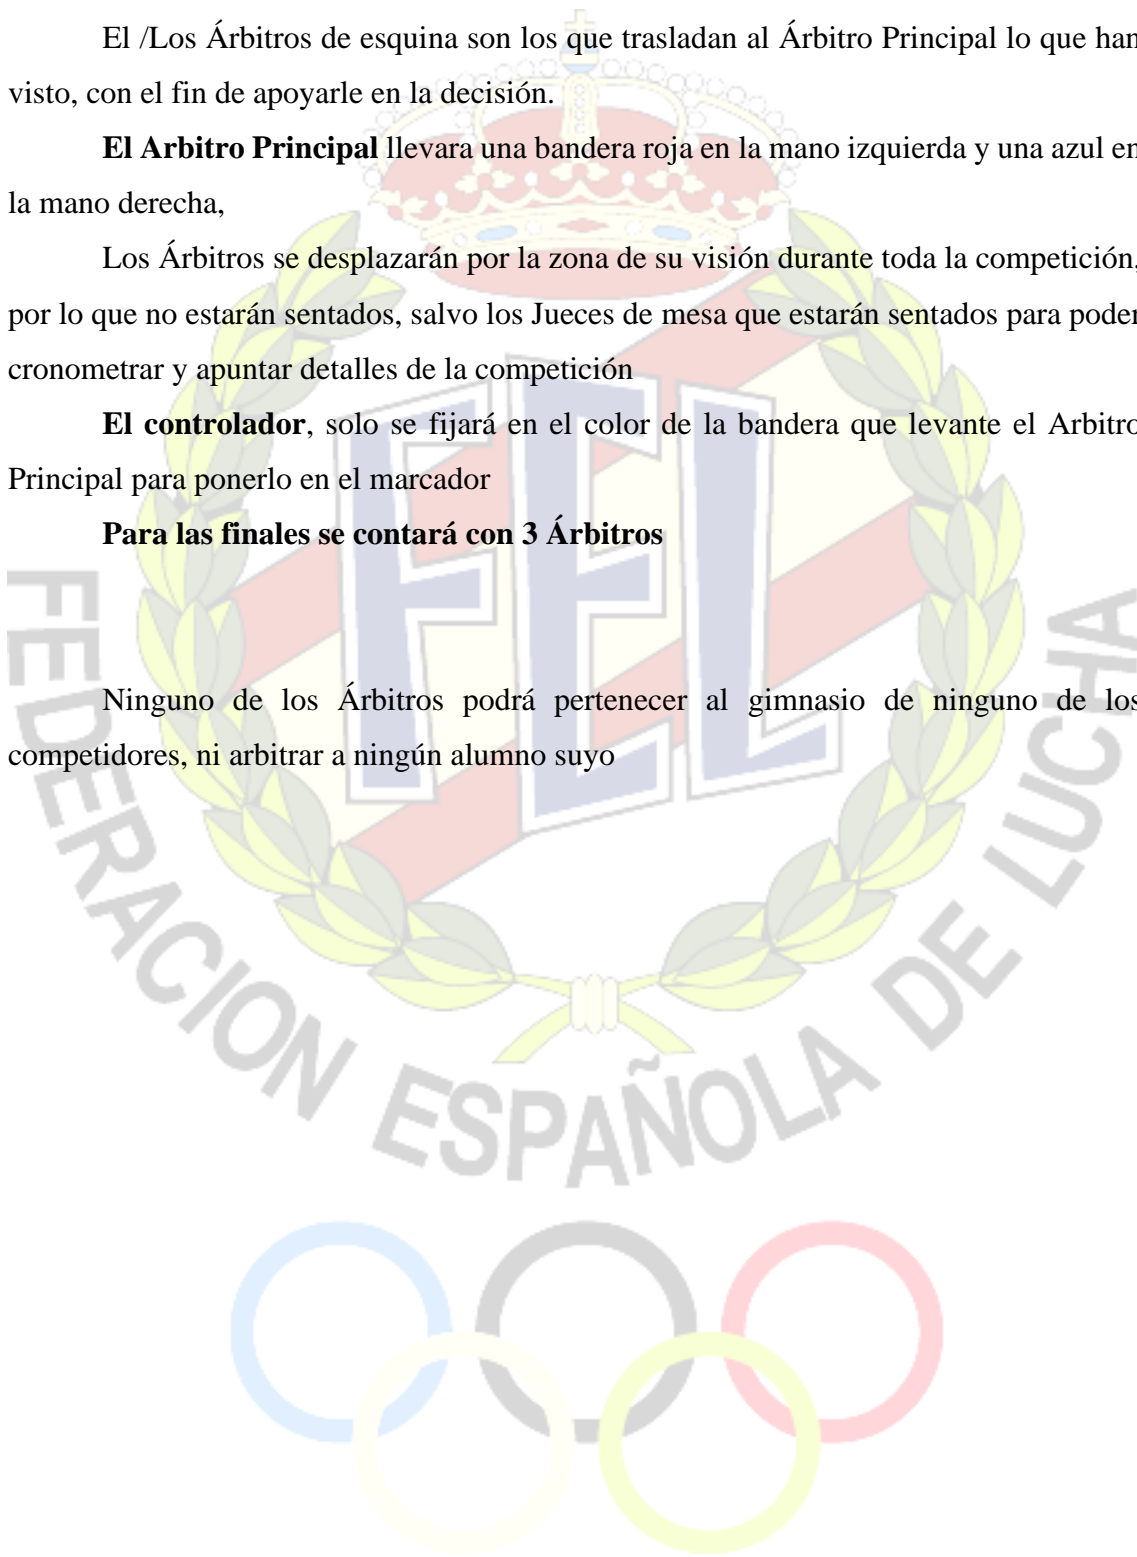 El /Los Árbitros de esquina son los que trasladan al Árbitro Principal lo que han
visto, con el fin de apoyarle en la decisión.
El Arbitro Principal llevara una bandera roja en la mano izquierda y una azul en
la mano derecha,
Los Árbitros se desplazarán por la zona de su visión durante toda la competición,
por lo que no estarán sentados, salvo los Jueces de mesa que estarán sentados para poder
cronometrar y apuntar detalles de la competición
El controlador, solo se fijará en el color de la bandera que levante el Arbitro
Principal para ponerlo en el marcador
Para las finales se contará con 3 Árbitros
Ninguno de los Árbitros podrá pertenecer al gimnasio de ninguno de los
competidores, ni arbitrar a ningún alumno suyo
FEL
FEDERACION ESPAÑOLA DE LUCHA